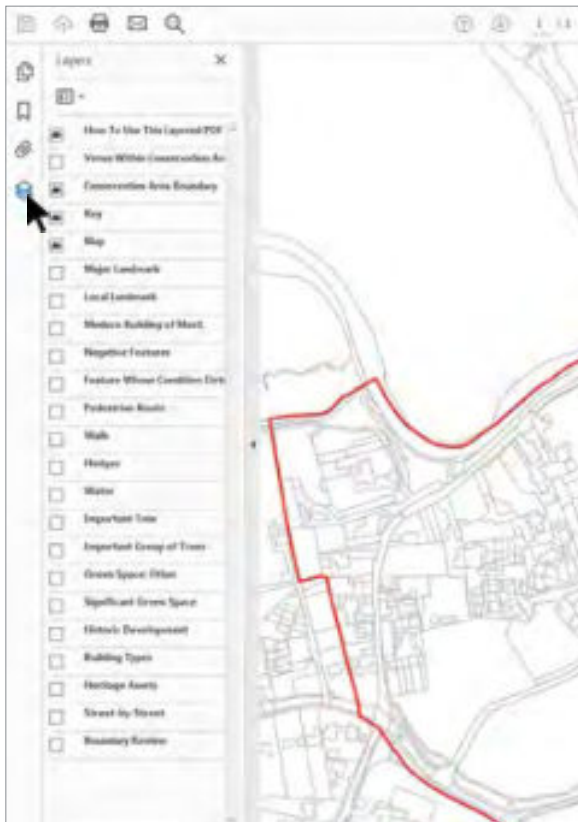 Layers
How To Use This Layered PDF
Views Within Conservation Ar
Conservation Area Boundary
Key
Map
Major Landmark
Local Landmark
Modern Building of Merit
Negative Features
Feature Whose Condition Detr
Pedestrian Route
Walls
Hedges
Water
Important Tree
Important Group of Trees
Green Space: Other
Significant Green Space
Historic Development
Building Types
Heritage Assets
Street-by-Street
Boundary Review